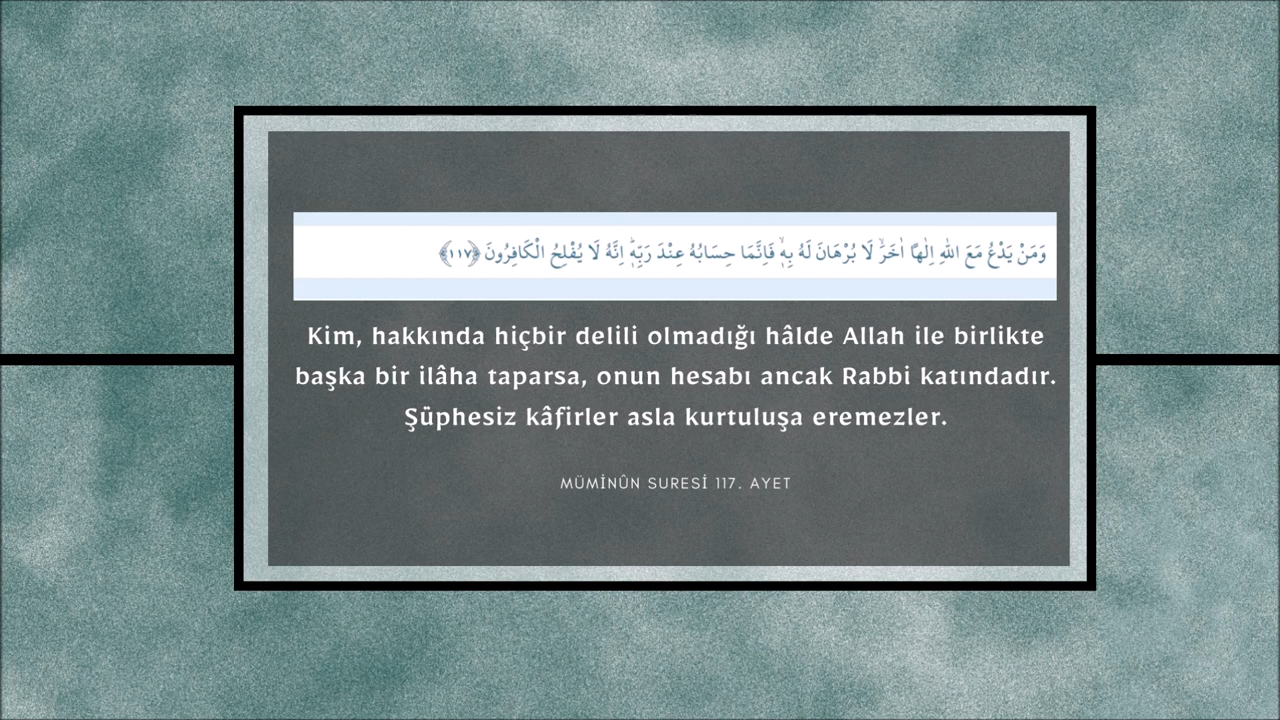 وَمَنْ يَدْعُ مَعَ اللّٰهِ اِلٰهًا اٰخَرَۙ لَا بُرْهَانَ لَهُ بِه۪ۙ فَاِنَّمَا حِسَابُهُ عِنْدَ رَبِّه۪ۜ اِنَّهُ لَا يُفْلِحُ الْكَافِرُونَ ﴿١١٧﴾
Kim, hakkında hiçbir delili olmadığı hâlde Allah ile birlikte
başka bir ilâha taparsa, onun hesabı ancak Rabbi katındadır.
Şüphesiz kâfirler asla kurtuluşa eremezler.
MÜMİNÛN SURESİ 117. AYET